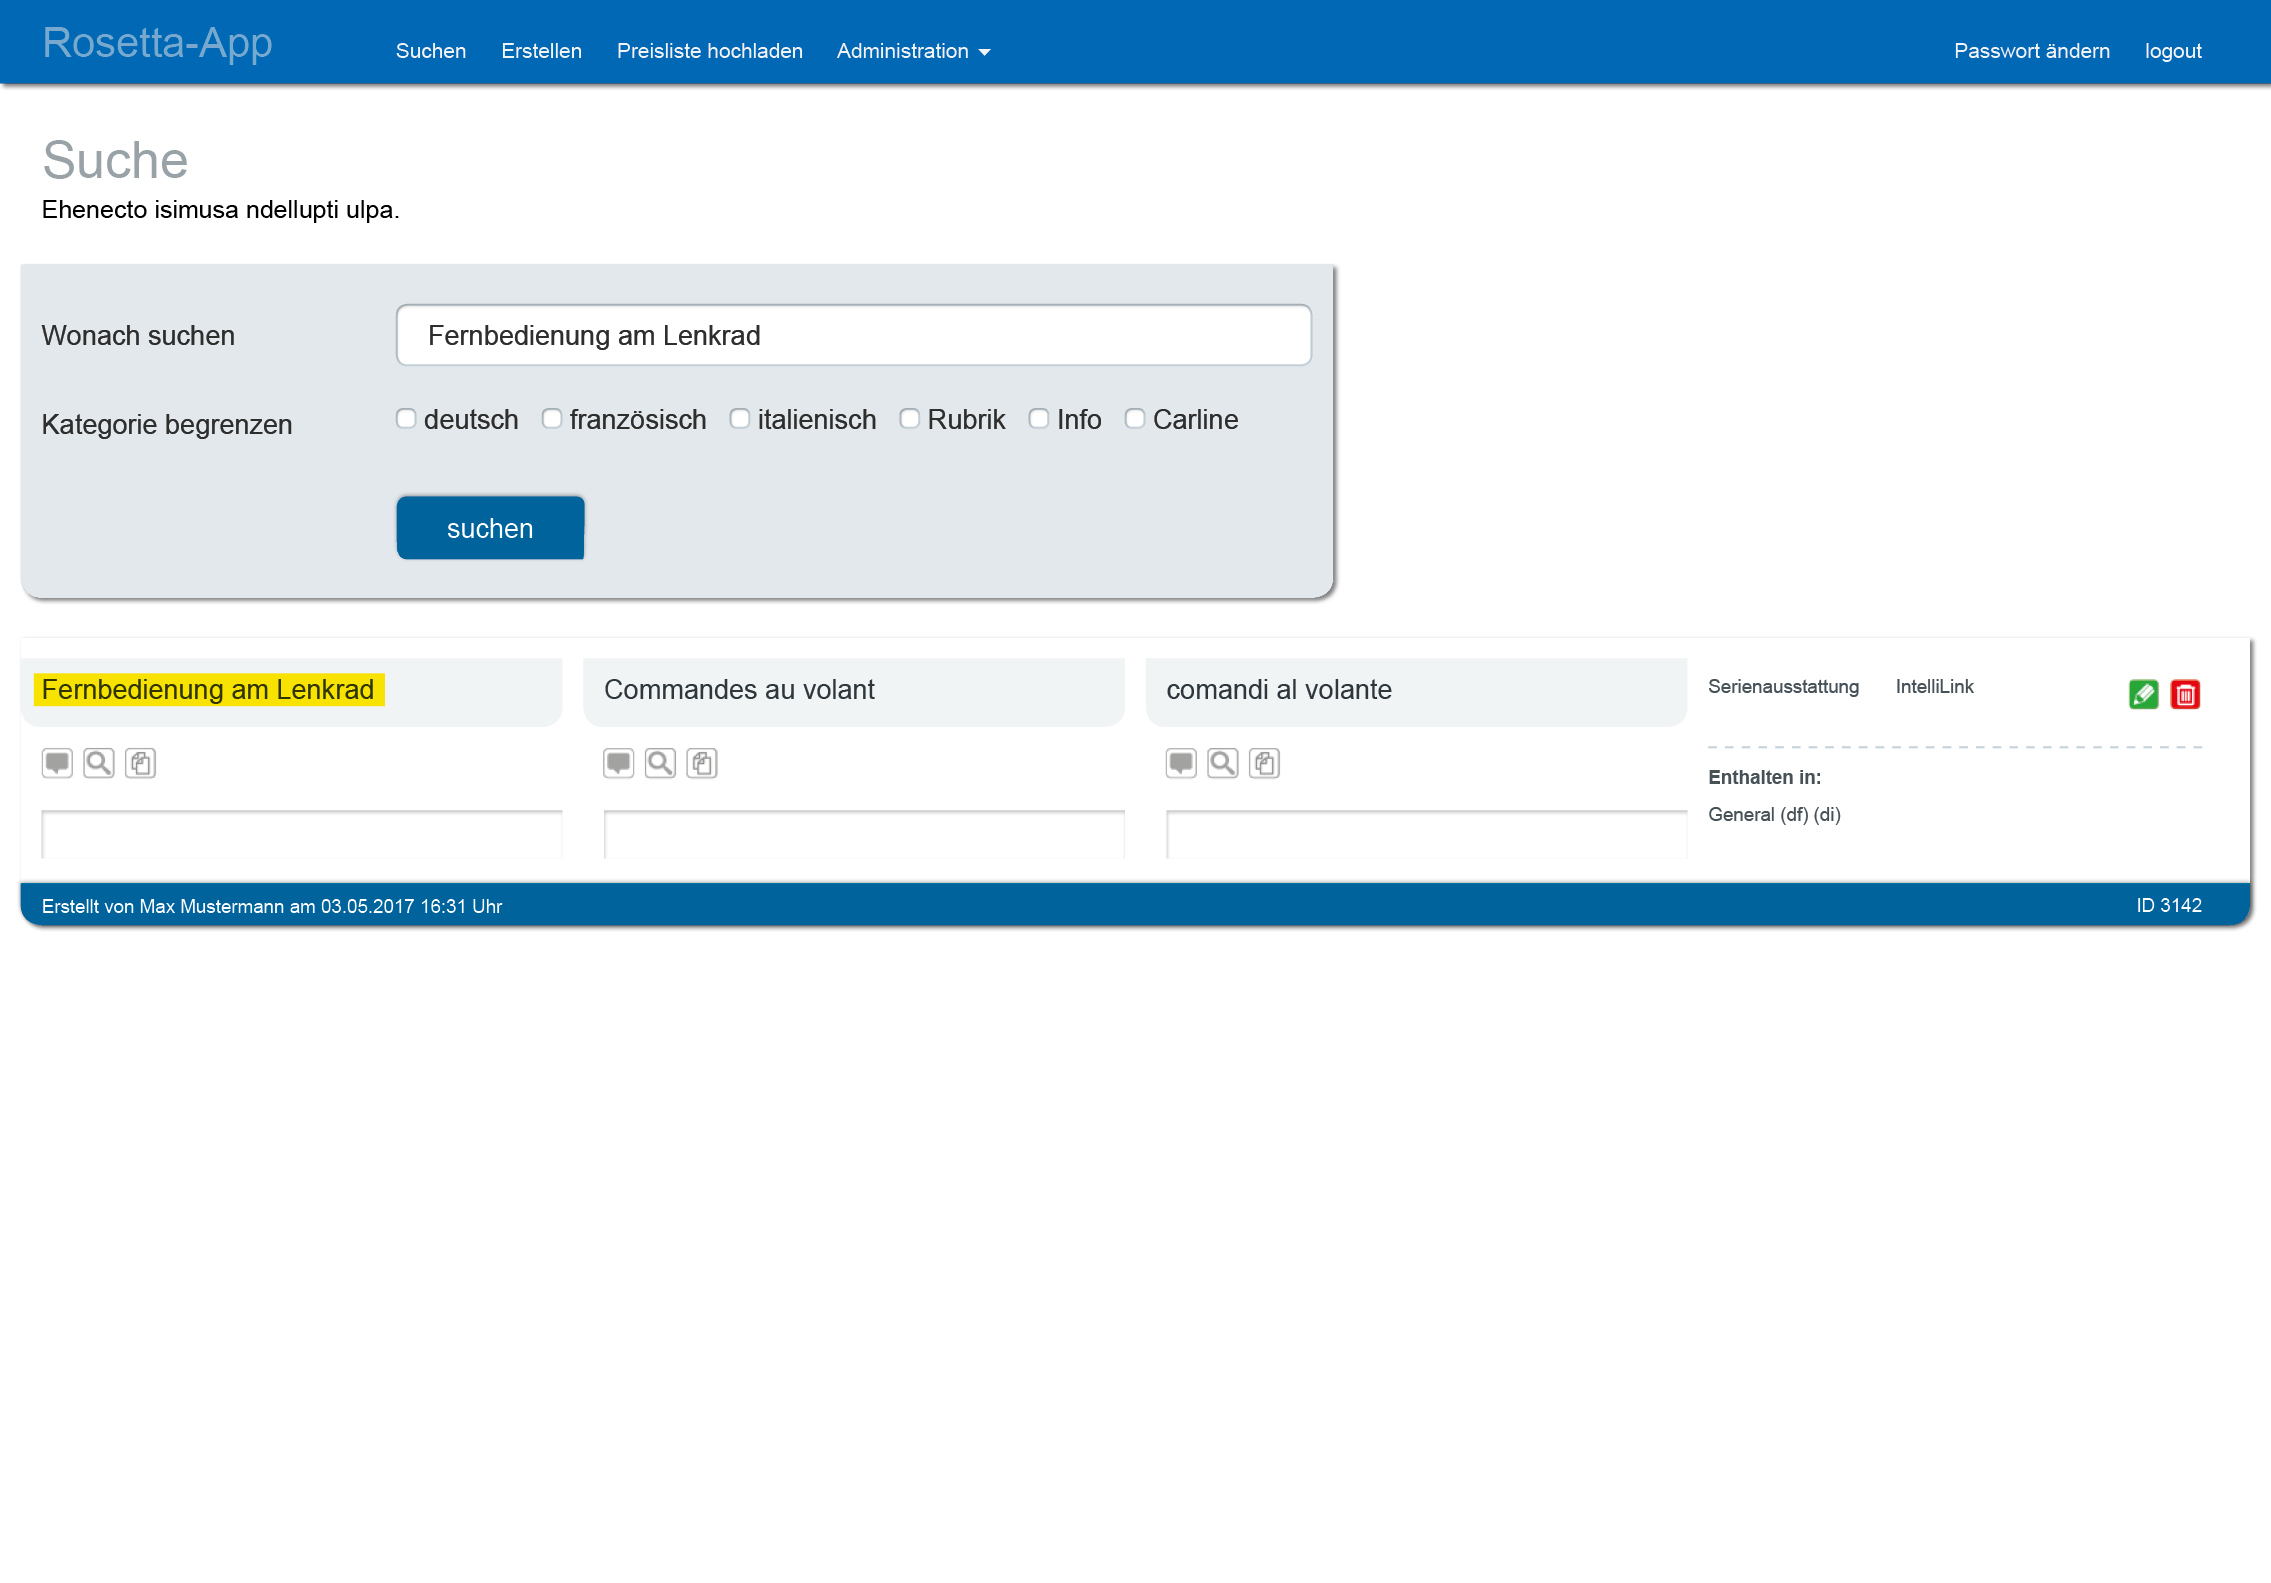 Rosetta-App Suchen Erstellen Preisliste hochladen Administration Passwort ändern logout
Suche
Ehenecto isimusa ndellupti ulpa.
Wonach suchen Fernbedienung am Lenkrad
Kategorie begrenzen deutsch französisch italienisch Rubrik Info Carline
suchen
Fernbedienung am Lenkrad Commandes au volant comandi al volante Serienausstattung IntelliLink
Enthalten in:
General (df) (di)
Erstellt von Max Mustermann am 03.05.2017 16:31 Uhr ID 3142